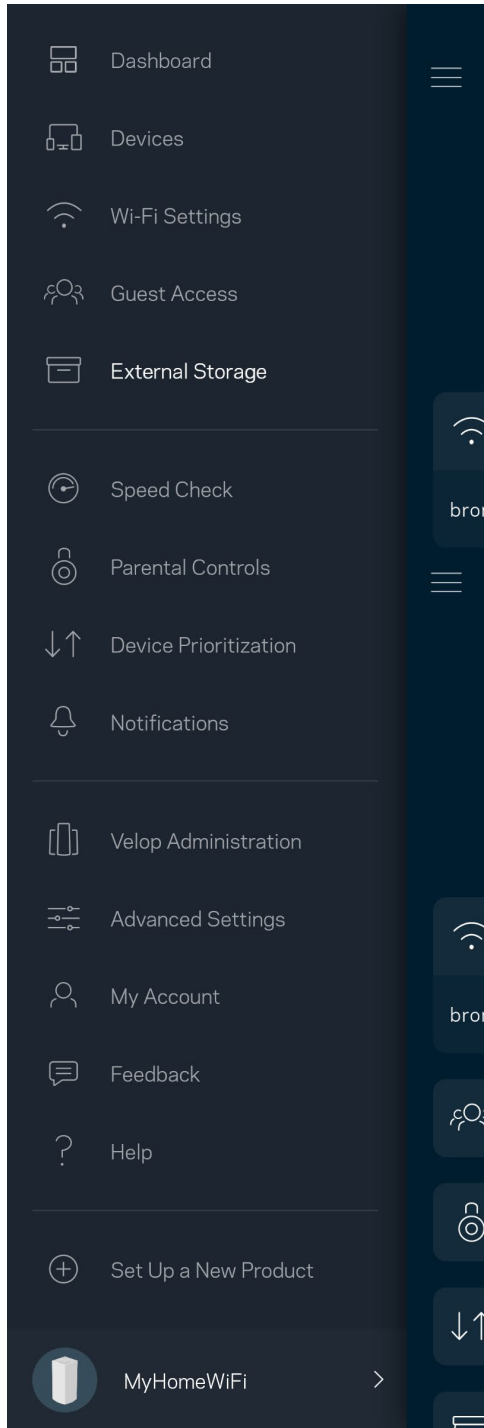 Dashboard
Devices
Wi-Fi Settings
Guest Access
External Storage
Speed Check
Parental Controls
Device Prioritization
Notifications
Velop Administration
Advanced Settings
My Account
Feedback
Help
Set Up a New Product
MyHomeWiFi